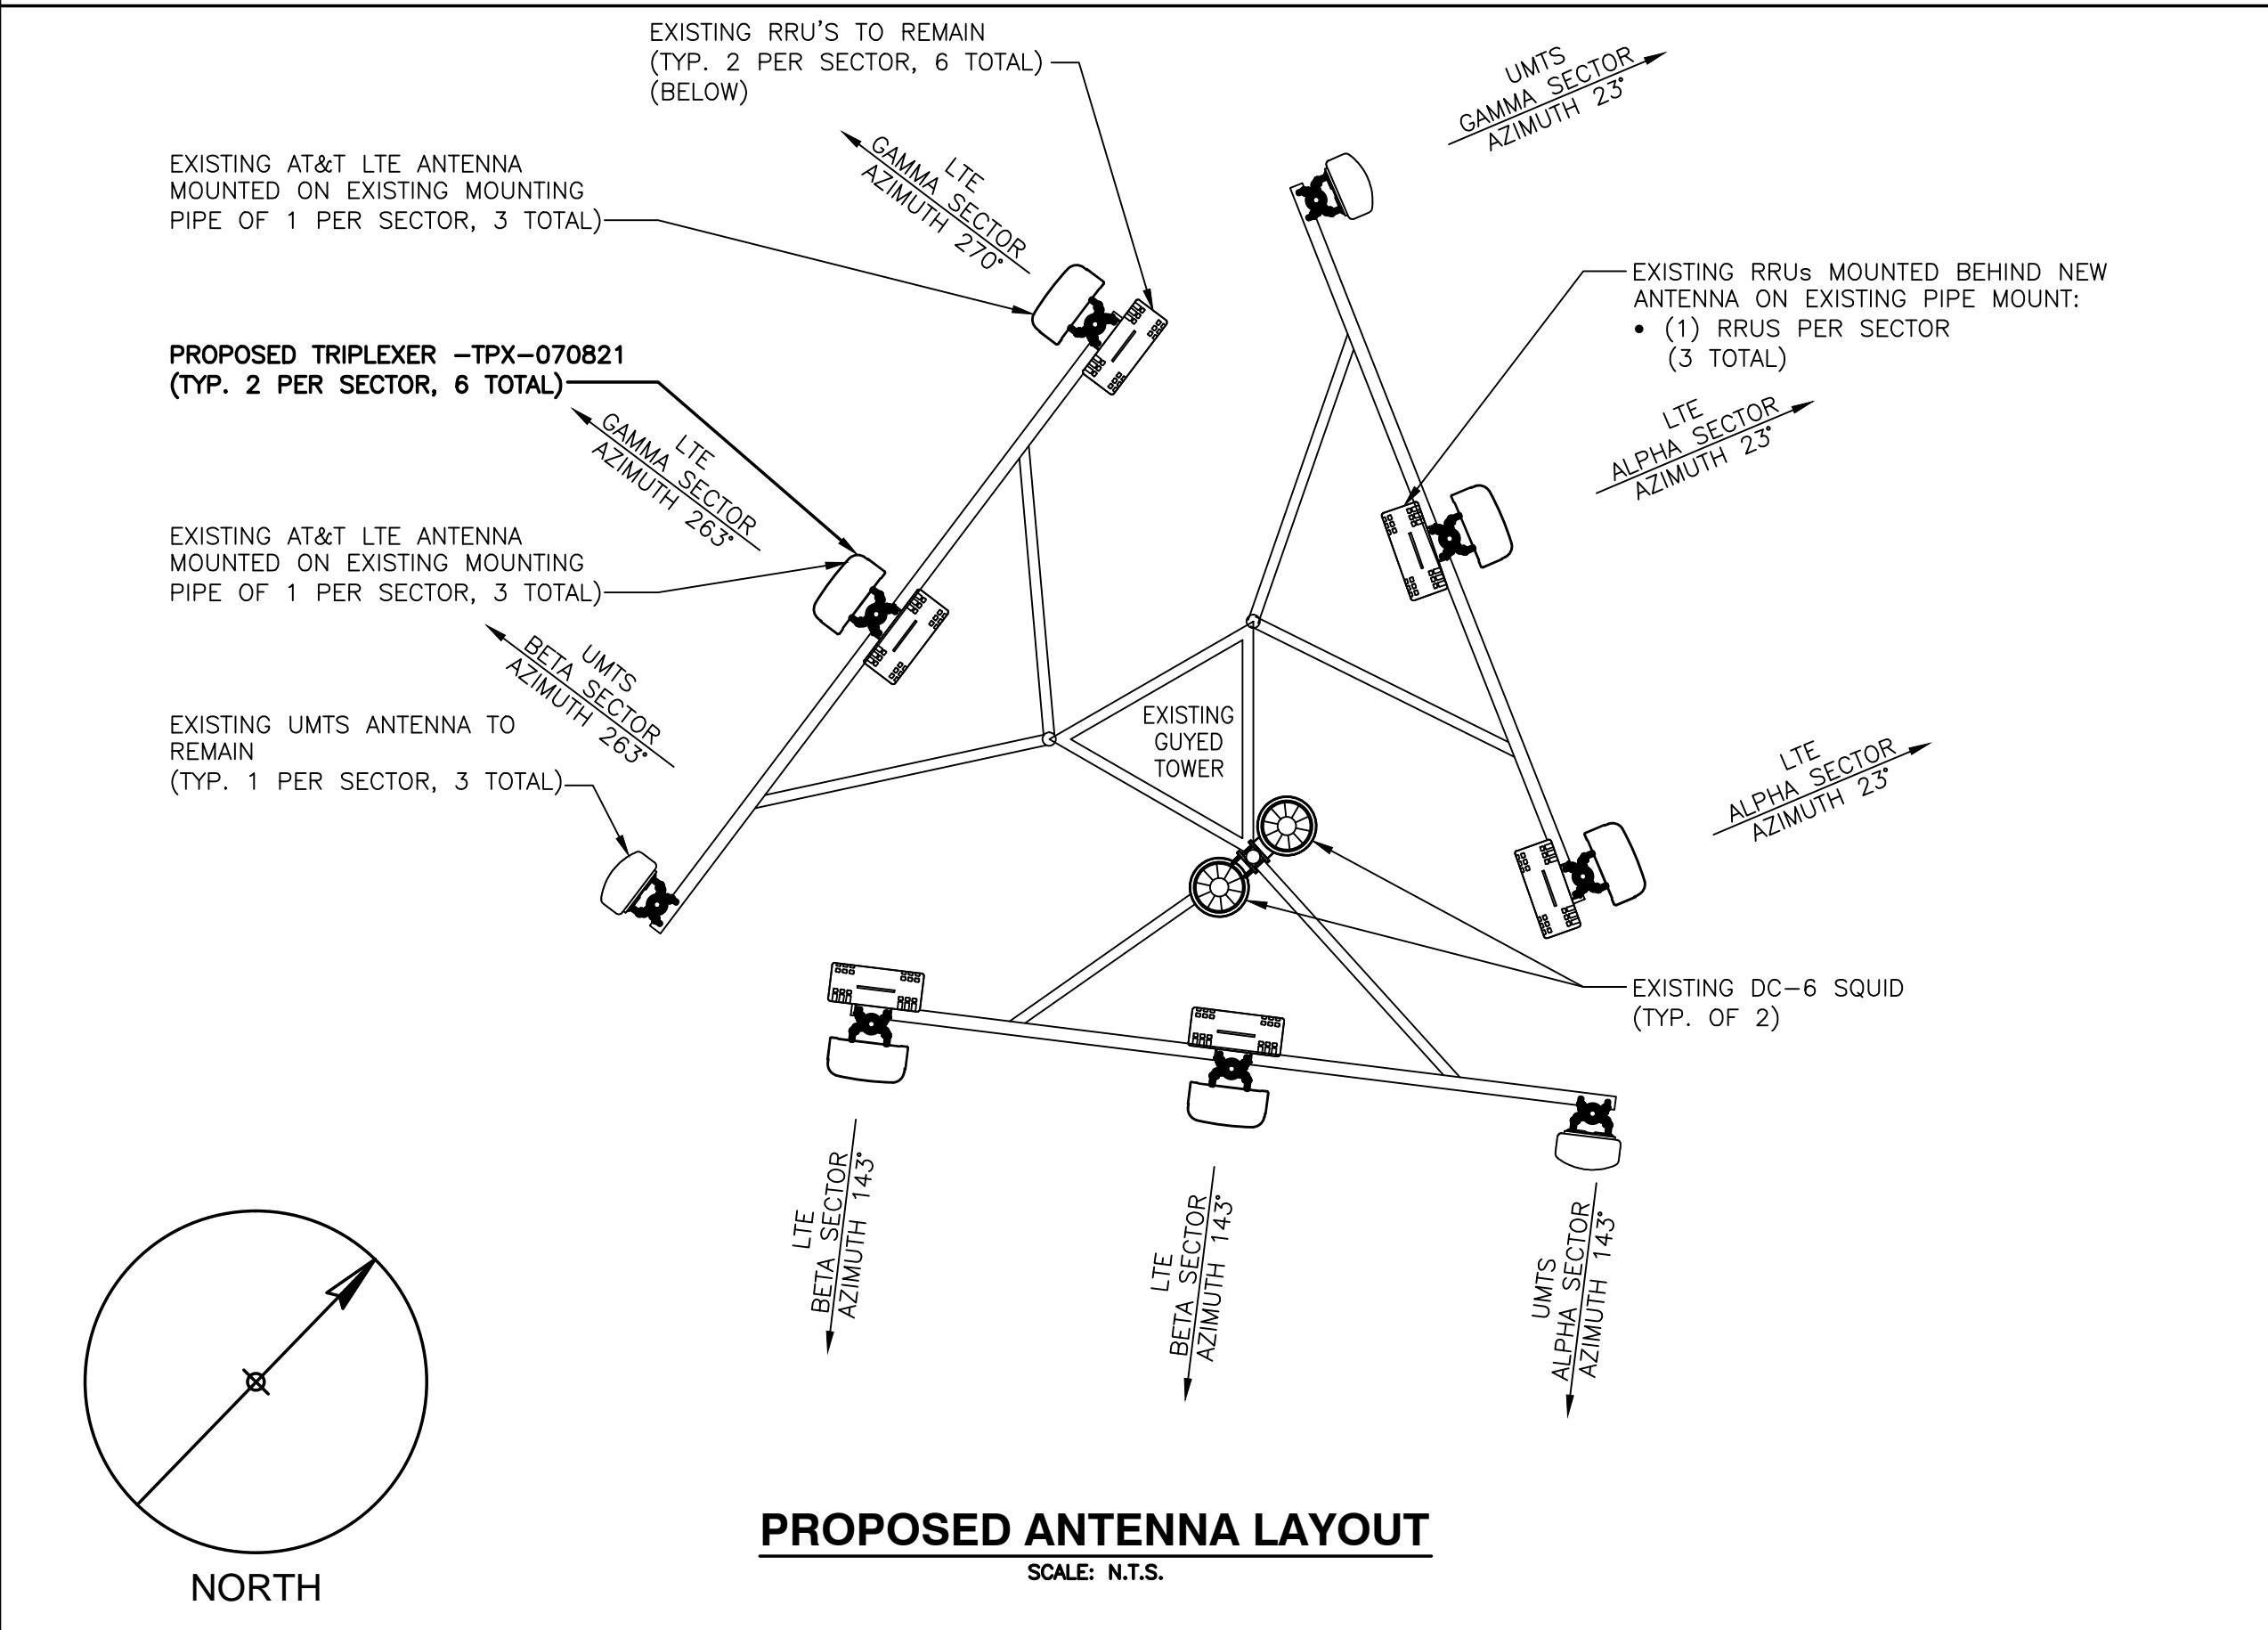 EXISTING RRU'S TO REMAIN
(TYP. 2 PER SECTOR, 6 TOTAL)
(BELOW)
UMTS
GAMMA SECTOR
AZIMUTH 23°
LTE
GAMMA SECTOR
AZIMUTH 270°
EXISTING AT&T LTE ANTENNA
MOUNTED ON EXISTING MOUNTING
PIPE OF 1 PER SECTOR, 3 TOTAL)
EXISTING RRUs MOUNTED BEHIND NEW
ANTENNA ON EXISTING PIPE MOUNT:
• (1) RRUS PER SECTOR
(3 TOTAL)
PROPOSED TRIPLEXER -TPX-070821
(TYP. 2 PER SECTOR, 6 TOTAL)
LTE
ALPHA SECTOR
AZIMUTH 23°
LTE
GAMMA SECTOR
AZIMUTH 263°
EXISTING AT&T LTE ANTENNA
MOUNTED ON EXISTING MOUNTING
PIPE OF 1 PER SECTOR, 3 TOTAL)
UMTS
BETA SECTOR
AZIMUTH 263°
EXISTING UMTS ANTENNA TO
REMAIN
(TYP. 1 PER SECTOR, 3 TOTAL)
EXISTING
GUYED
TOWER
LTE
ALPHA SECTOR
AZIMUTH 23°
EXISTING DC-6 SQUID
(TYP. OF 2)
LTE
BETA SECTOR
AZIMUTH 143°
LTE
BETA SECTOR
AZIMUTH 143°
UMTS
ALPHA SECTOR
AZIMUTH 143°
NORTH
PROPOSED ANTENNA LAYOUT
SCALE: N.T.S.